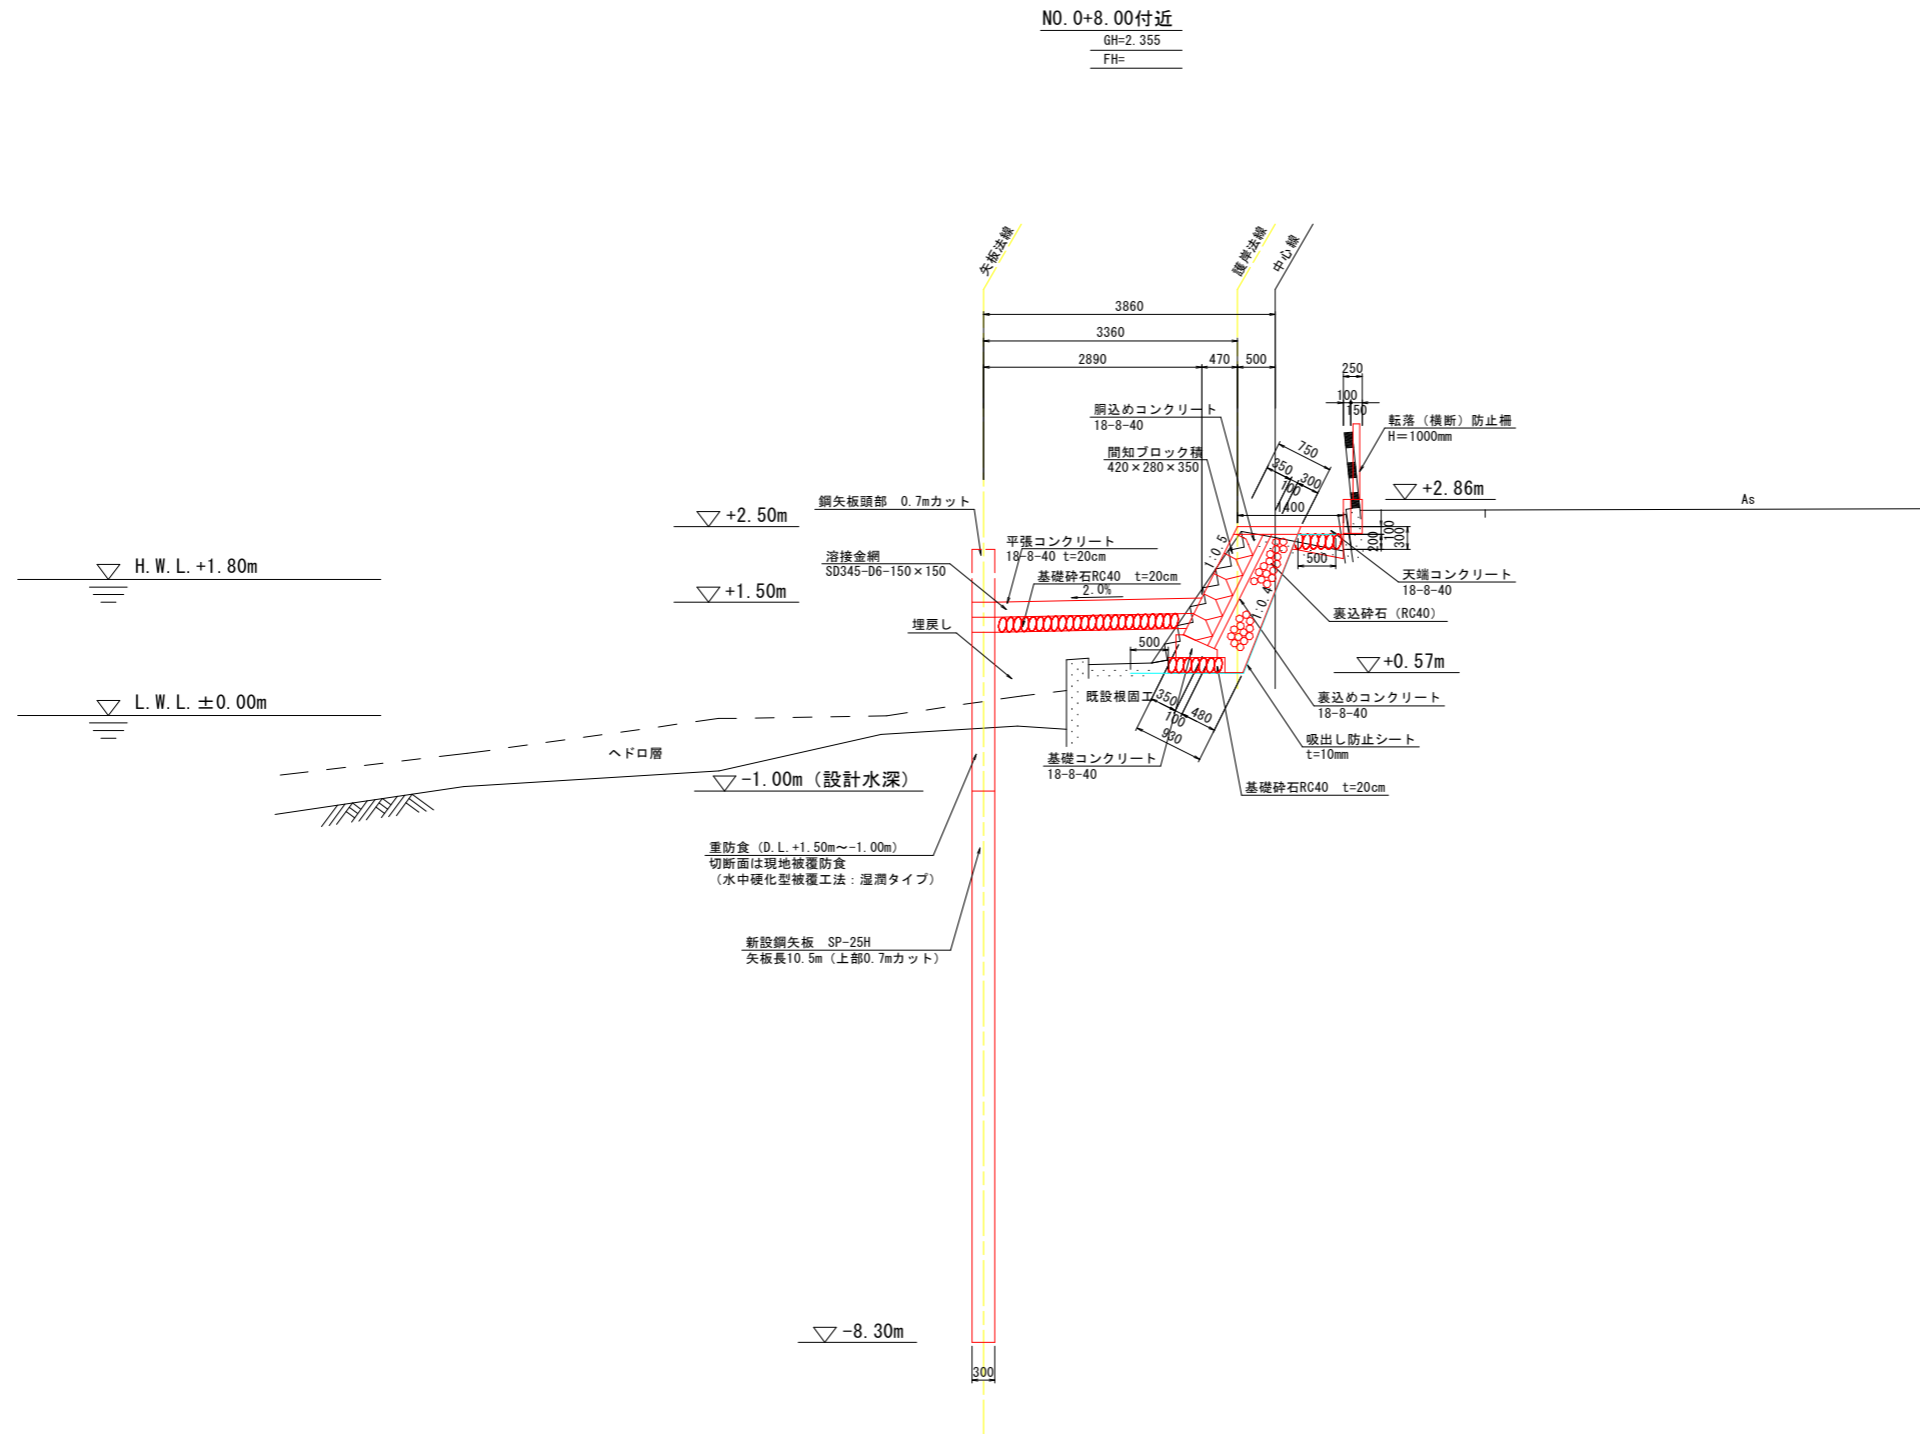 NO.0+8.00付近
GH=2.355
FH=
矢板法線
護岸法線
中心線
3860
3360
2890
470
500
250
100
150
胴込めコンクリート
18-8-40
転落（横断）防止柵
H＝1000mm
間知ブロック積
420×280×350
750
350
300
100
1400
+2.86m
As
鋼矢板頭部　0.7mカット
+2.50m
H.W.L.+1.80m
溶接金網
SD345-D6-150×150
平張コンクリート
18-8-40 t=20cm
1:0.5
100
200
300
500
基礎砕石RC40　t=20cm
2.0%
天端コンクリート
18-8-40
+1.50m
1:0.4
裏込砕石（RC40）
埋戻し
500
+0.57m
L.W.L.±0.00m
既設根固工
350
100
480
930
裏込めコンクリート
18-8-40
ヘドロ層
吸出し防止シート
t=10mm
基礎コンクリート
18-8-40
-1.00m（設計水深）
基礎砕石RC40　t=20cm
重防食（D.L.+1.50m～-1.00m）
切断面は現地被覆防食
（水中硬化型被覆工法：湿潤タイプ）
新設鋼矢板　SP-25H
矢板長10.5m（上部0.7mカット）
-8.30m
300